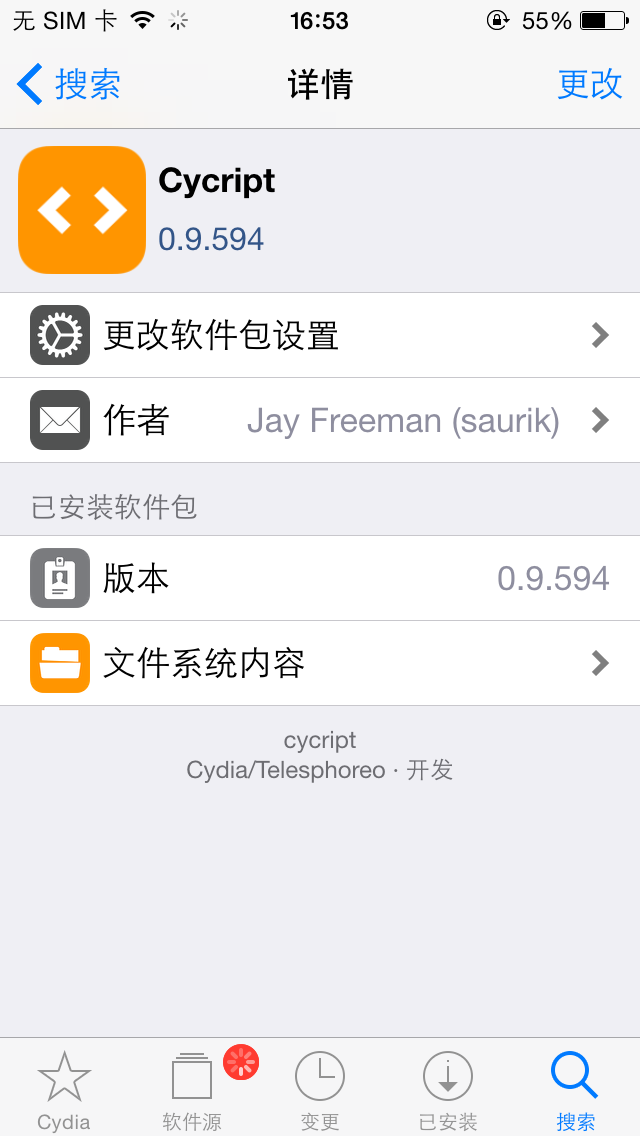 无 SIM 卡 16:53 55%
搜索 详情 更改
Cycript
0.9.594
更改软件包设置
作者 Jay Freeman (saurik)
已安装软件包
版本 0.9.594
文件系统内容
cycript
Cydia/Telesphoreo · 开发
Cydia 软件源 变更 已安装 搜索